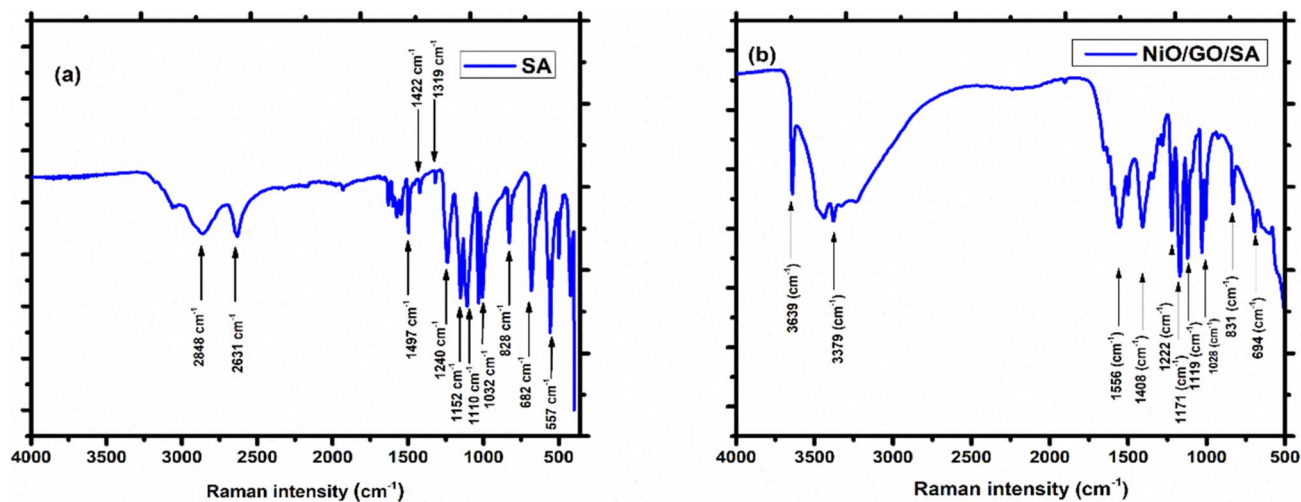 (a)
SA
1422 cm⁻¹
1319 cm⁻¹
2848 cm⁻¹
2631 cm⁻¹
1497 cm⁻¹
1240 cm⁻¹
1152 cm⁻¹
1110 cm⁻¹
1032 cm⁻¹
828 cm⁻¹
682 cm⁻¹
557 cm⁻¹
4000 3500 3000 2500 2000 1500 1000 500
Raman intensity (cm⁻¹)
(b)
NiO/GO/SA
3639 (cm⁻¹)
3379 (cm⁻¹)
1556 (cm⁻¹)
1408 (cm⁻¹)
1222 (cm⁻¹)
1171 (cm⁻¹)
1119 (cm⁻¹)
1028 (cm⁻¹)
831 (cm⁻¹)
694 (cm⁻¹)
4000 3500 3000 2500 2000 1500 1000 500
Raman intensity (cm⁻¹)